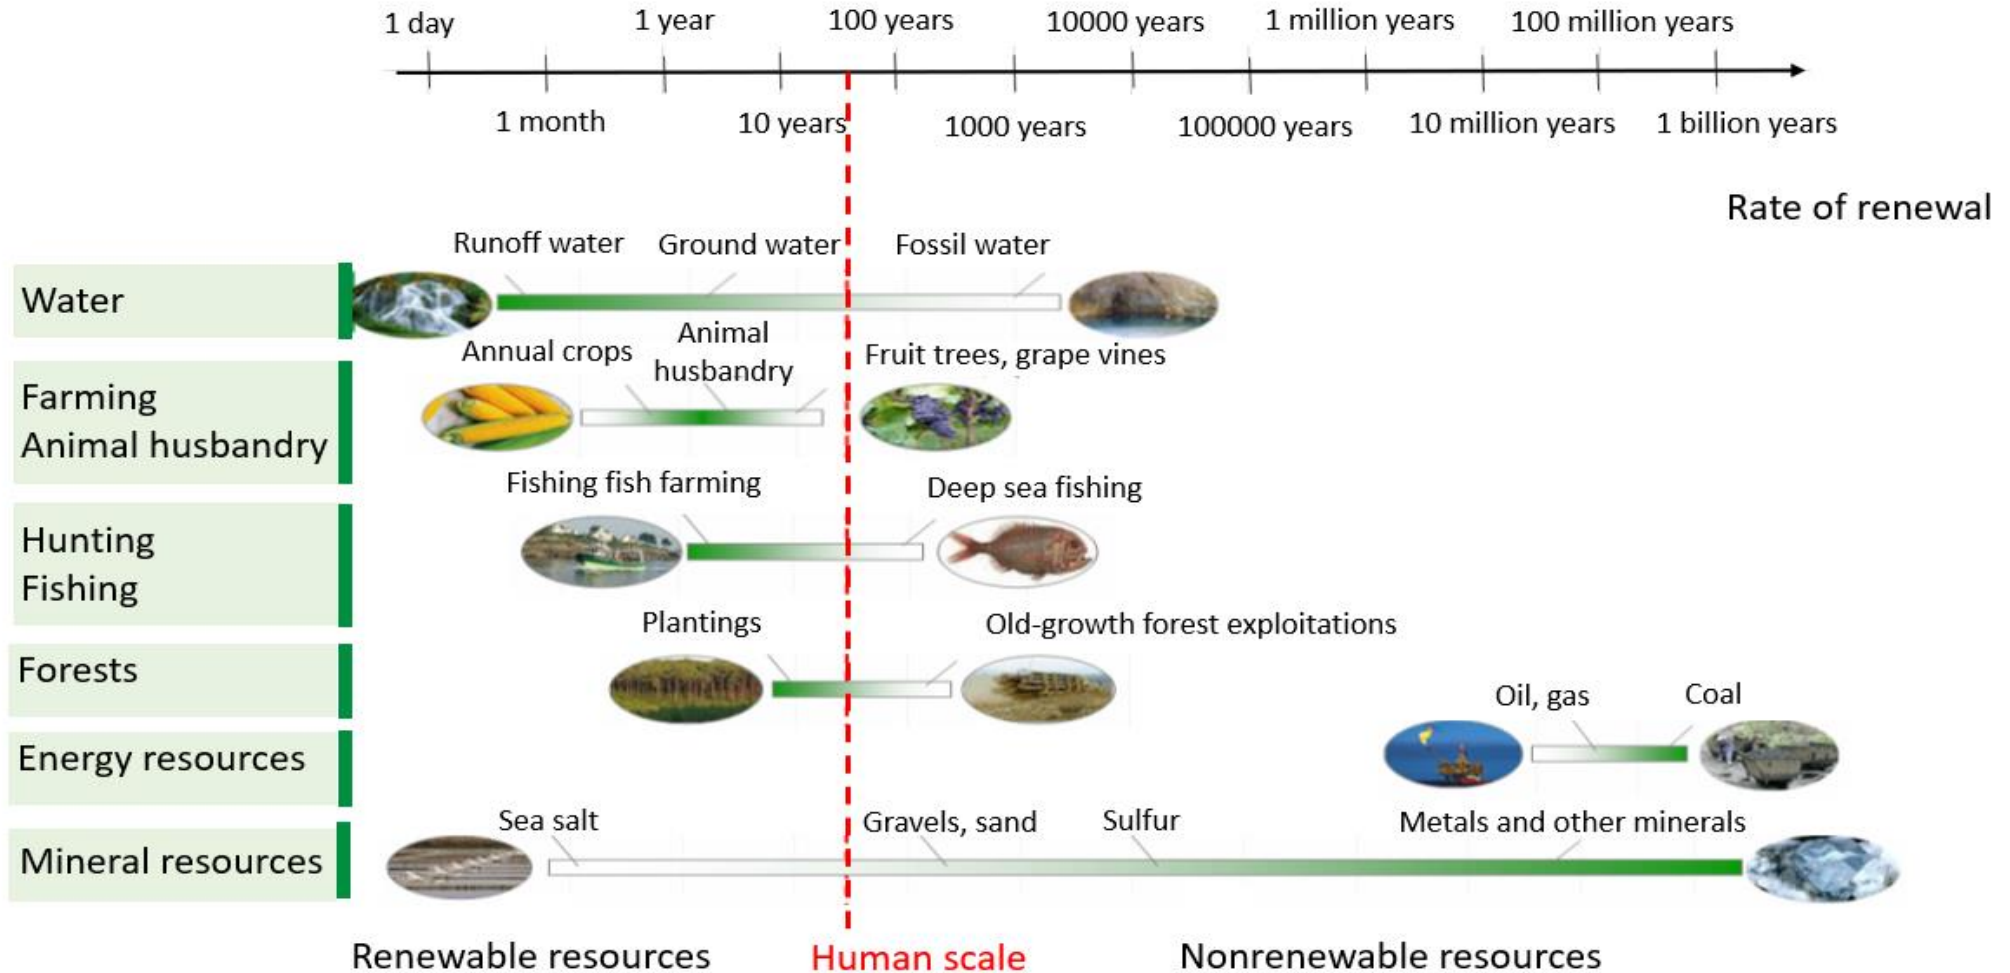 1 day
1 year
100 years
10000 years
1 million years
100 million years
1 month
10 years
1000 years
100000 years
10 million years
1 billion years
Rate of renewal
Water
Runoff water
Ground water
Fossil water
Farming
Animal husbandry
Annual crops
Animal
husbandry
Fruit trees, grape vines
Hunting
Fishing
Fishing fish farming
Deep sea fishing
Forests
Plantings
Old-growth forest exploitations
Energy resources
Oil, gas
Coal
Mineral resources
Sea salt
Gravels, sand
Sulfur
Metals and other minerals
Renewable resources
Human scale
Nonrenewable resources